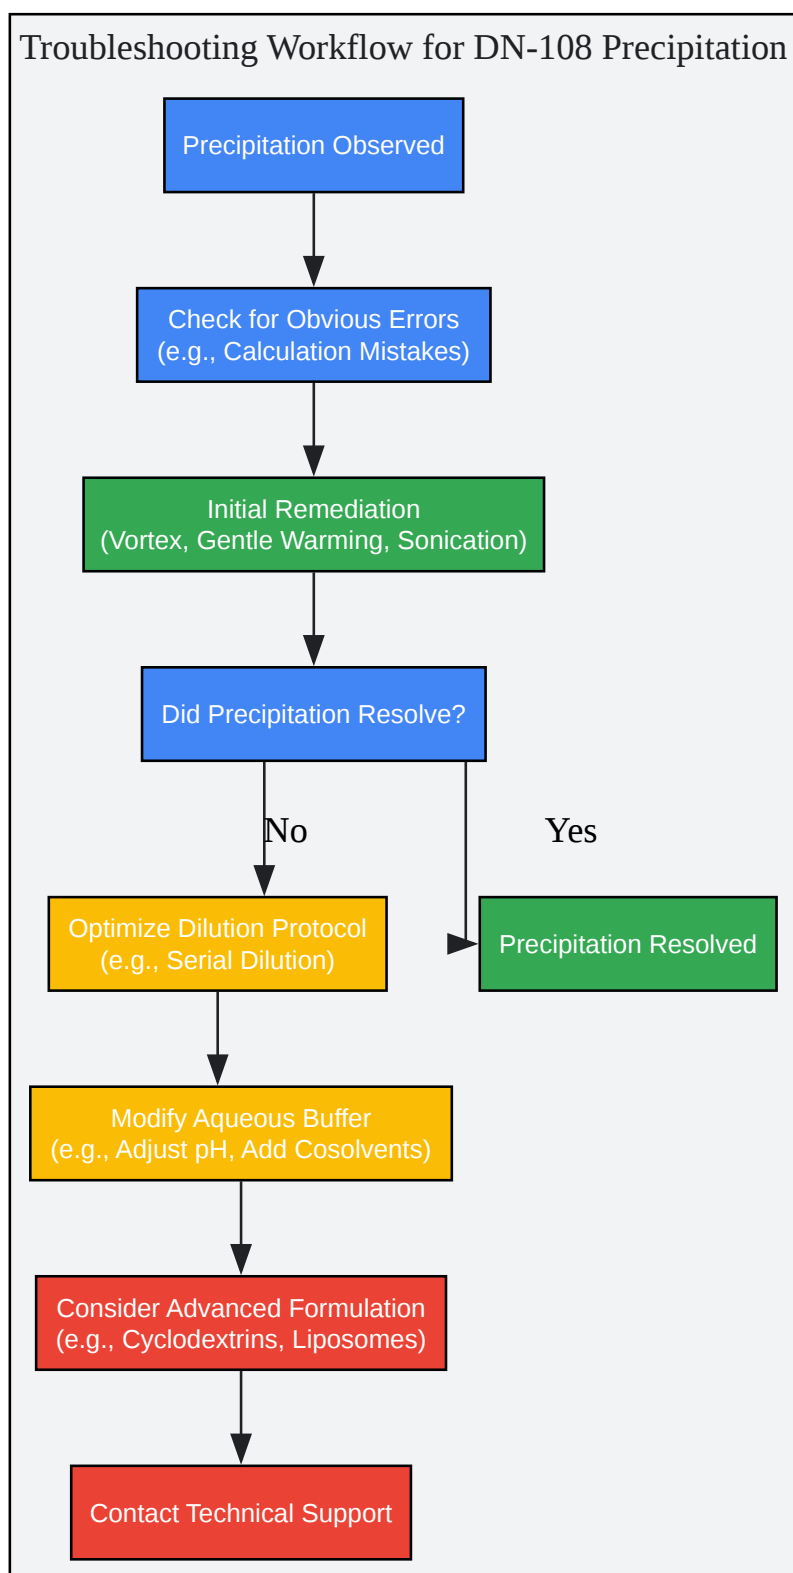 Troubleshooting Workflow for DN-108 Precipitation
Precipitation Observed
Check for Obvious Errors
(e.g., Calculation Mistakes)
Initial Remediation
(Vortex, Gentle Warming, Sonication)
Did Precipitation Resolve?
No
Yes
Optimize Dilution Protocol
(e.g., Serial Dilution)
Precipitation Resolved
Modify Aqueous Buffer
(e.g., Adjust pH, Add Cosolvents)
Consider Advanced Formulation
(e.g., Cyclodextrins, Liposomes)
Contact Technical Support